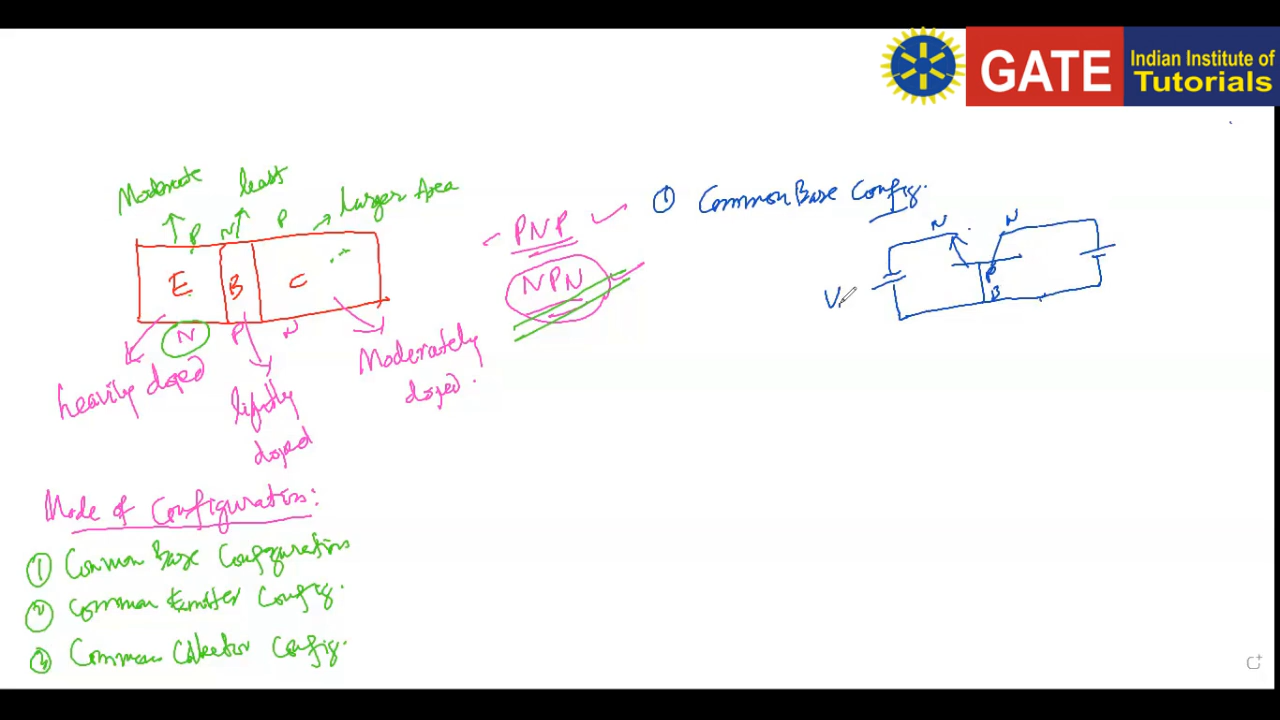 GATE
Indian Institute of
Tutorials
Moderate
least
larger Area
P N P
E B C
N P N
heavily doped
lightly
doped
Moderately
doped.
PNP
NPN
① Common Base Config.
N N
P
B
V
Mode of Configuration:
① Common Base Configuration
② Common Emitter Config.
③ Common Collector Config.